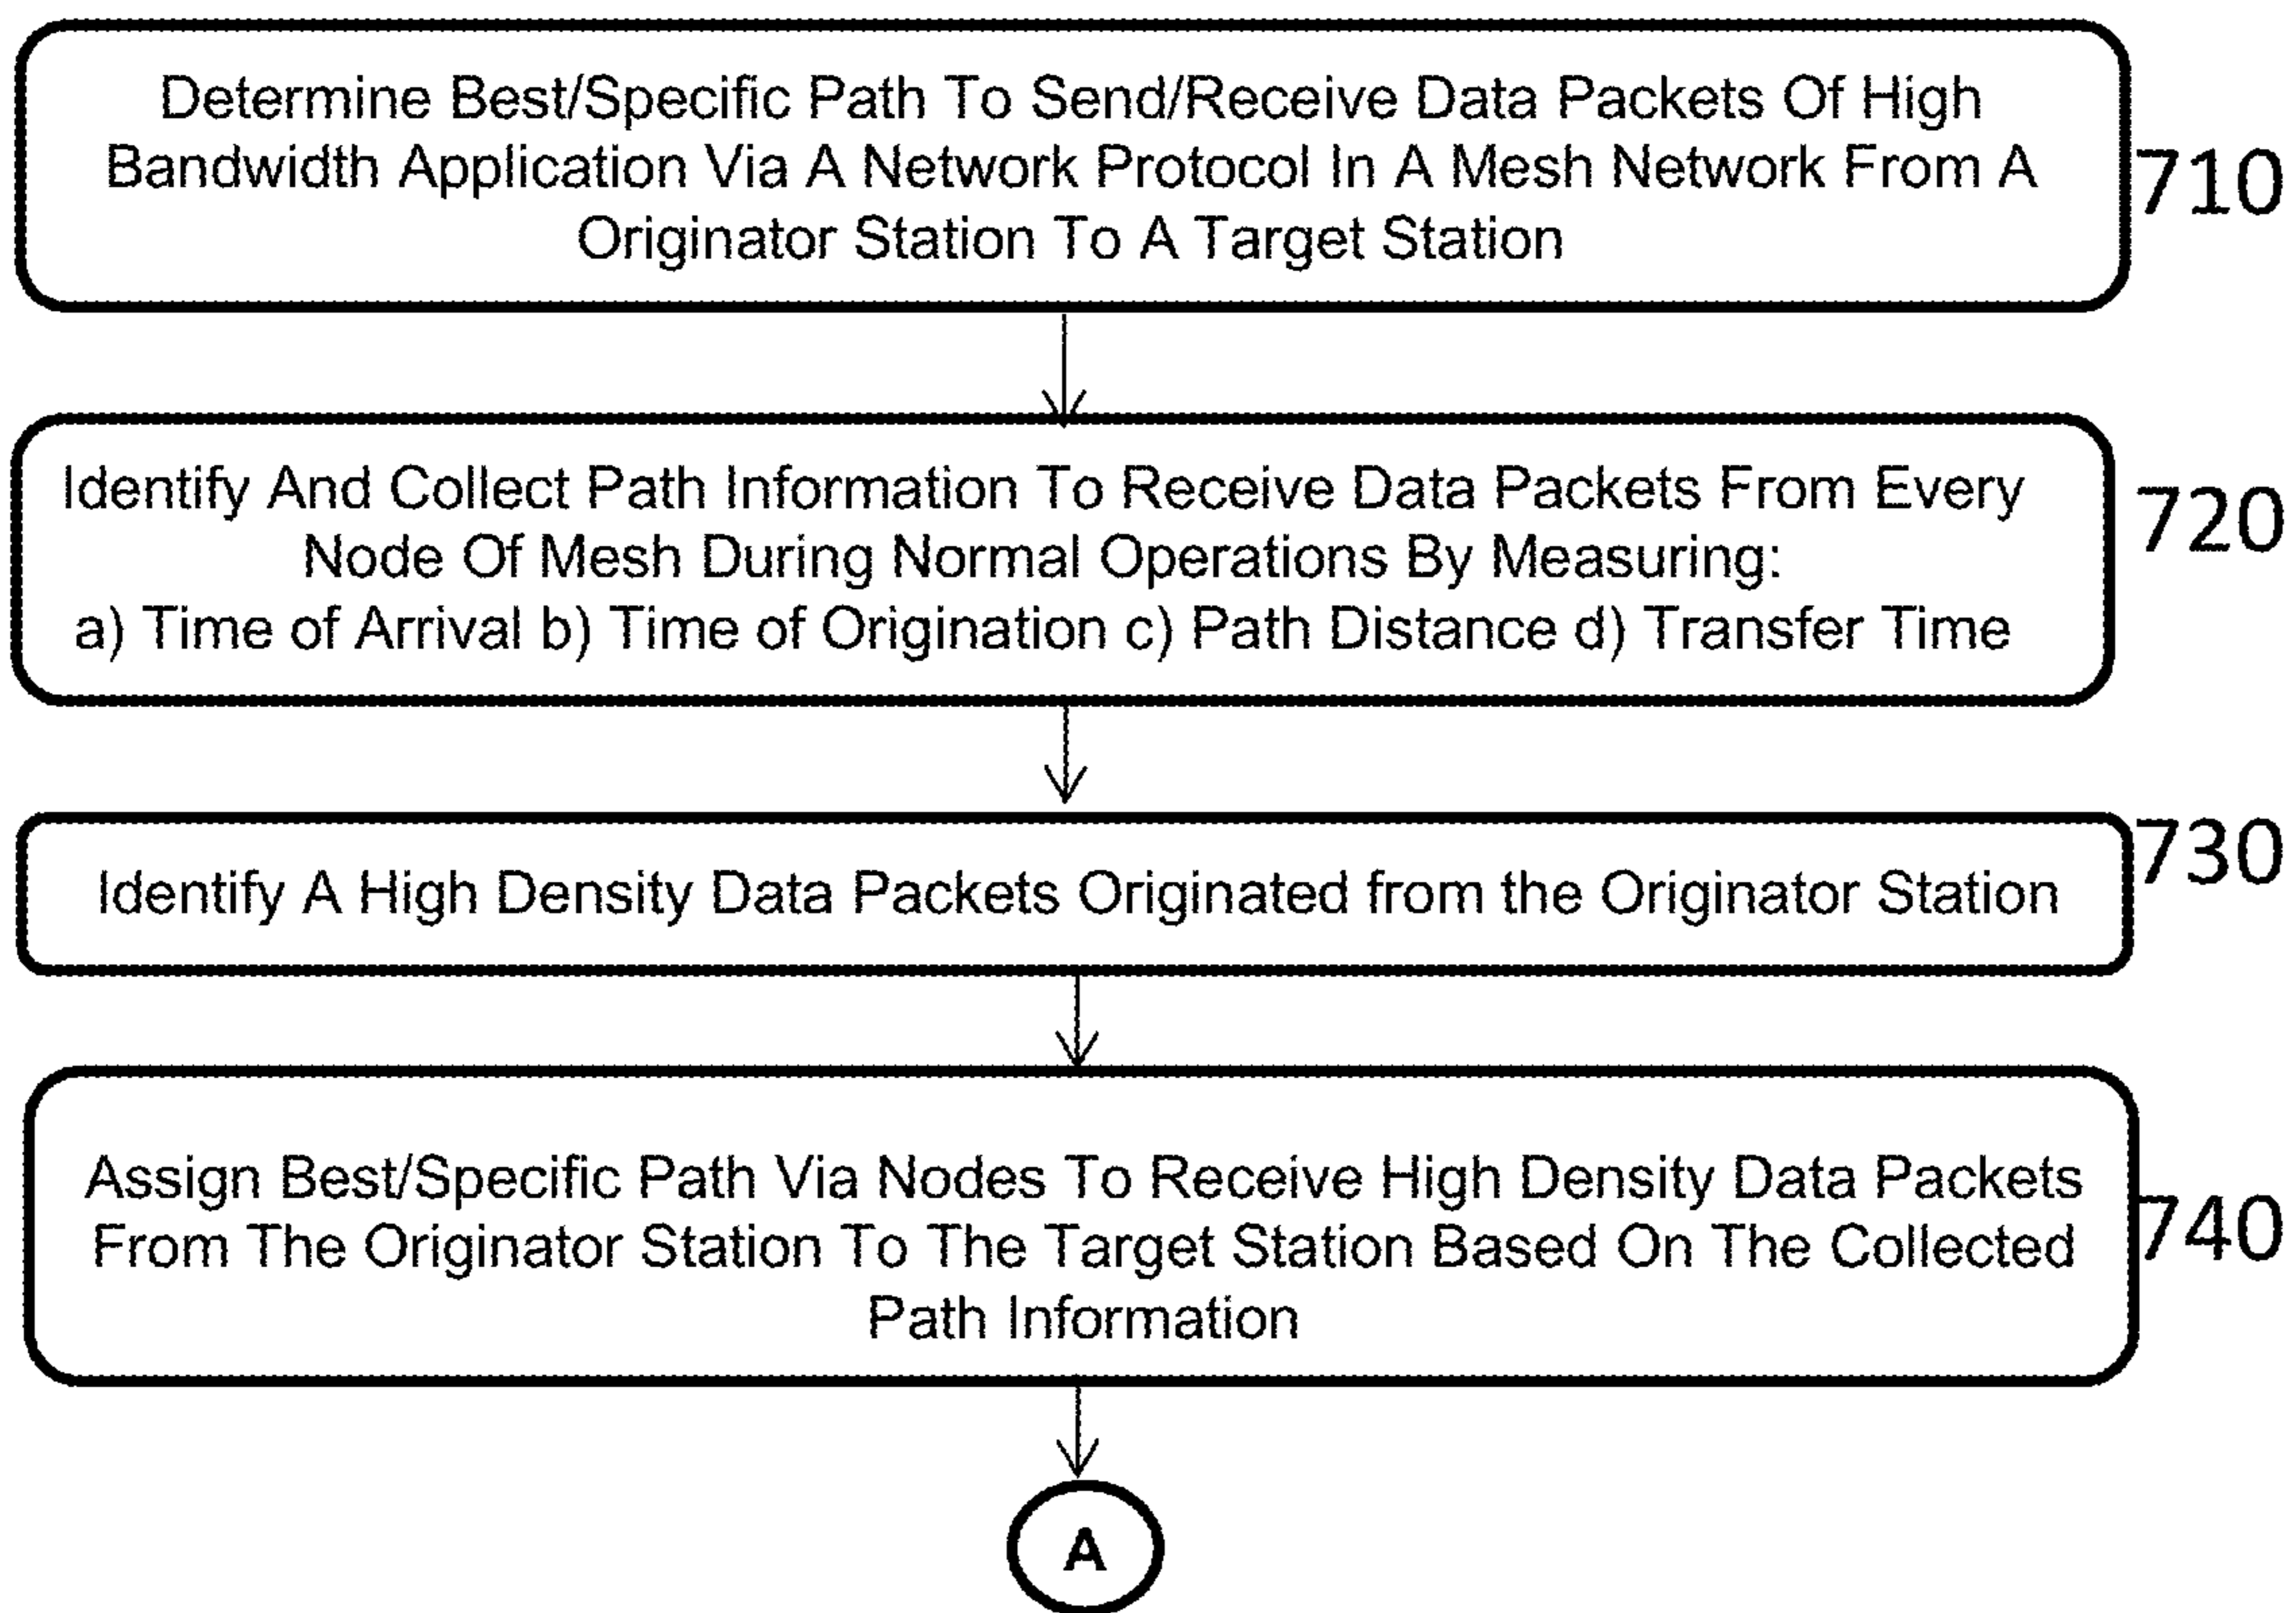 Determine Best/Specific Path To Send/Receive Data Packets Of High
Bandwidth Application Via A Network Protocol In A Mesh Network From A
Originator Station To A Target Station
710
Identify And Collect Path Information To Receive Data Packets From Every
Node Of Mesh During Normal Operations By Measuring:
a) Time of Arrival b) Time of Origination c) Path Distance d) Transfer Time
720
Identify A High Density Data Packets Originated from the Originator Station
730
Assign Best/Specific Path Via Nodes To Receive High Density Data Packets
From The Originator Station To The Target Station Based On The Collected
Path Information
740
A